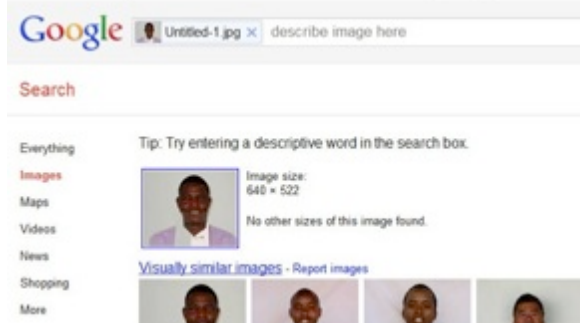 Google Untitled-1.jpg × describe image here
Search
Everything
Images
Maps
Videos
News
Shopping
More
Tip: Try entering a descriptive word in the search box.
Image size:
640 × 522
No other sizes of this image found.
Visually similar images - Report images